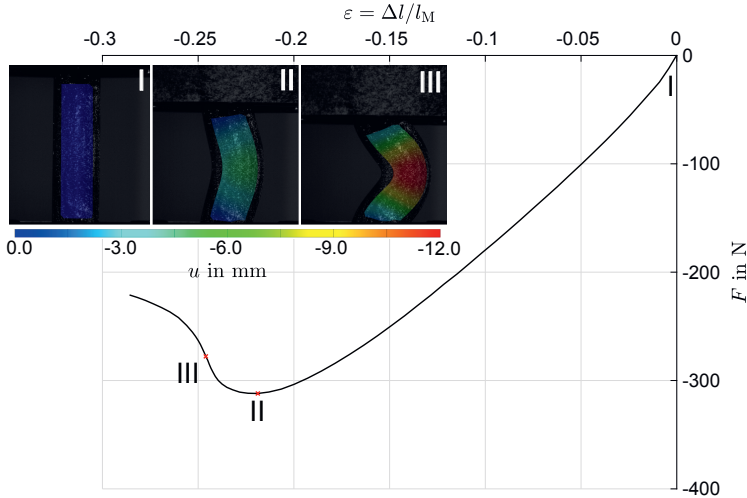 ε = Δl/l_M
-0.3 -0.25 -0.2 -0.15 -0.1 -0.05 0
0
I II III
I
-100
0.0 -3.0 -6.0 -9.0 -12.0
u in mm
-200
F in N
III
-300
II
-400